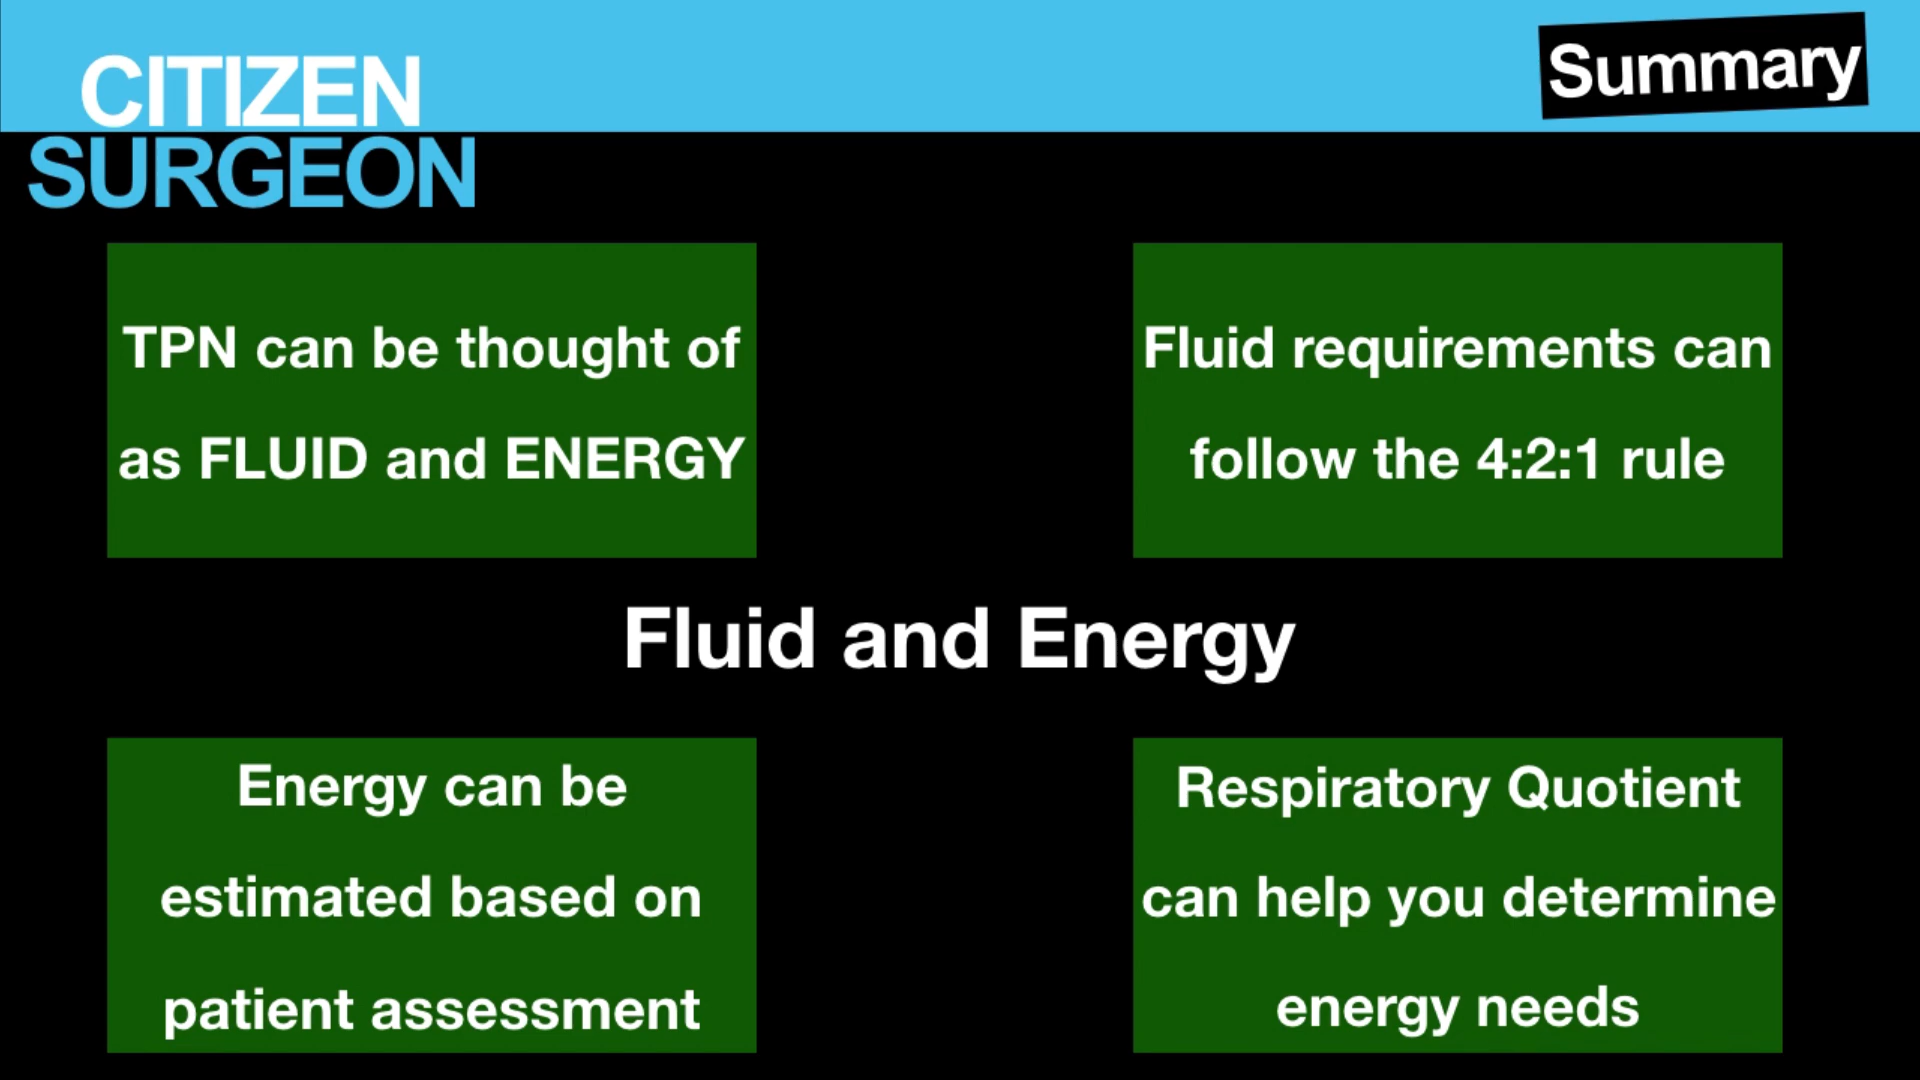 CITIZEN
SURGEON
Summary
TPN can be thought of
as FLUID and ENERGY
Fluid requirements can
follow the 4:2:1 rule
Fluid and Energy
Energy can be
estimated based on
patient assessment
Respiratory Quotient
can help you determine
energy needs